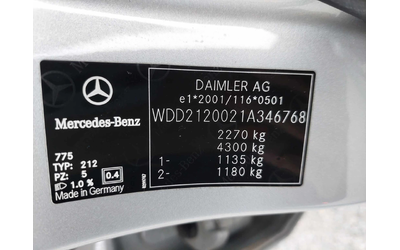 DAIMLER AG
e1*2001/116*0501
WDD2120021A346768
2270 kg
4300 kg
1- 1135 kg
2- 1180 kg
Mercedes-Benz
775
TYP: 212
PZ: 5 0.4
1.0 %
Made in Germany